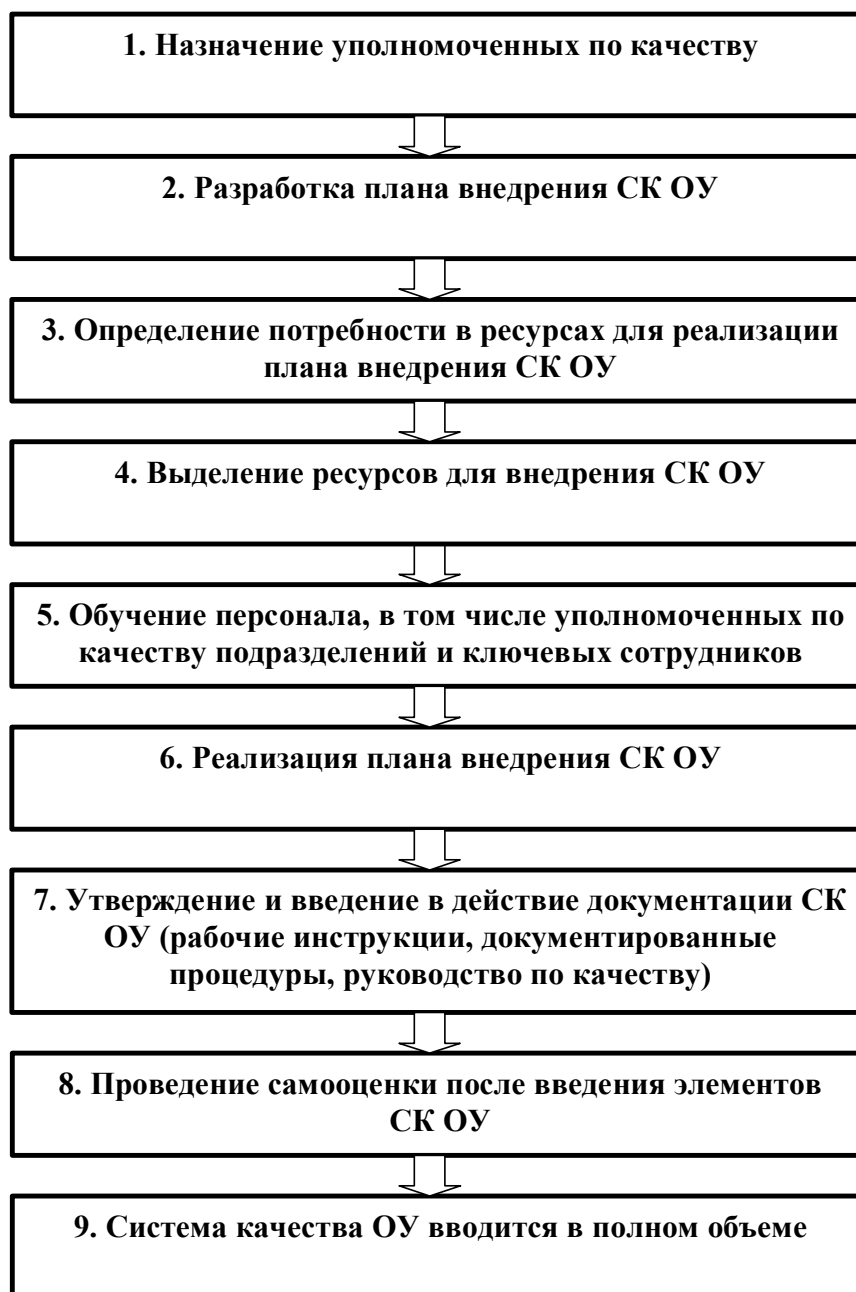 1. Назначение уполномоченных по качеству
2. Разработка плана внедрения СК ОУ
3. Определение потребности в ресурсах для реализации
плана внедрения СК ОУ
4. Выделение ресурсов для внедрения СК ОУ
5. Обучение персонала, в том числе уполномоченных по
качеству подразделений и ключевых сотрудников
6. Реализация плана внедрения СК ОУ
7. Утверждение и введение в действие документации СК
ОУ (рабочие инструкции, документированные
процедуры, руководство по качеству)
8. Проведение самооценки после введения элементов
СК ОУ
9. Система качества ОУ вводится в полном объеме